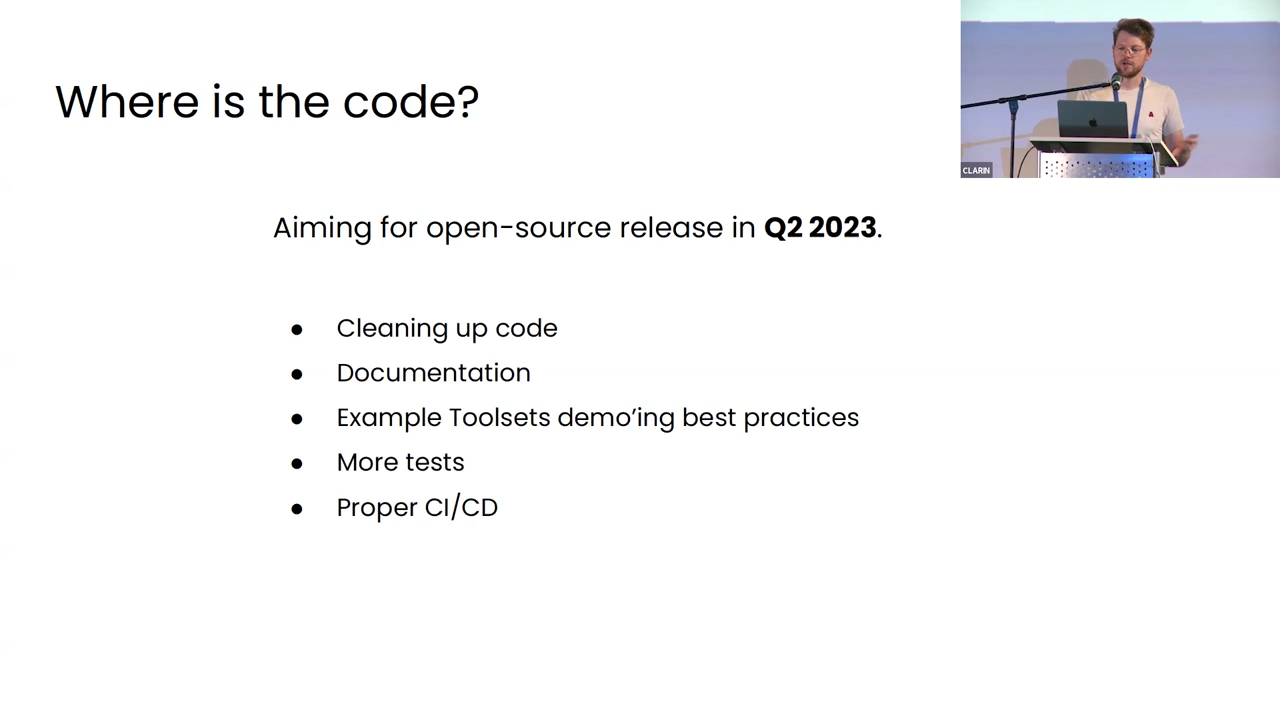 Where is the code?
CLARIN
Aiming for open-source release in Q2 2023.
● Cleaning up code
● Documentation
● Example Toolsets demo’ing best practices
● More tests
● Proper CI/CD